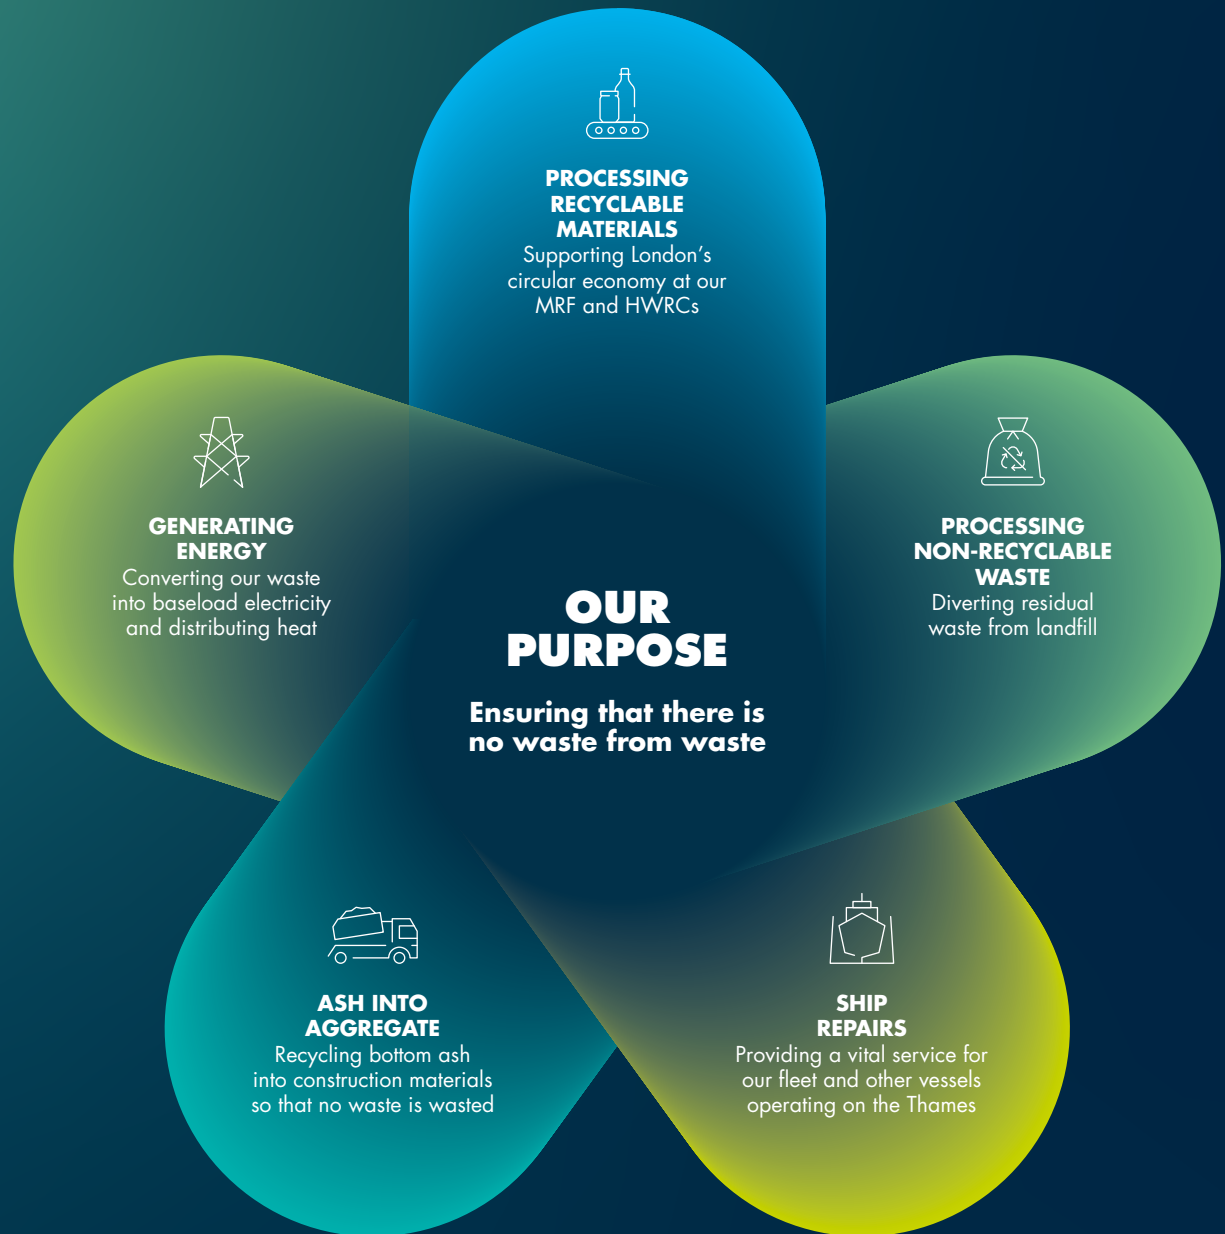 PROCESSING
RECYCLABLE
MATERIALS
Supporting London’s
circular economy at our
MRF and HWRCs
GENERATING
ENERGY
Converting our waste
into baseload electricity
and distributing heat
PROCESSING
NON-RECYCLABLE
WASTE
Diverting residual
waste from landfill
OUR
PURPOSE
Ensuring that there is
no waste from waste
ASH INTO
AGGREGATE
Recycling bottom ash
into construction materials
so that no waste is wasted
SHIP
REPAIRS
Providing a vital service for
our fleet and other vessels
operating on the Thames